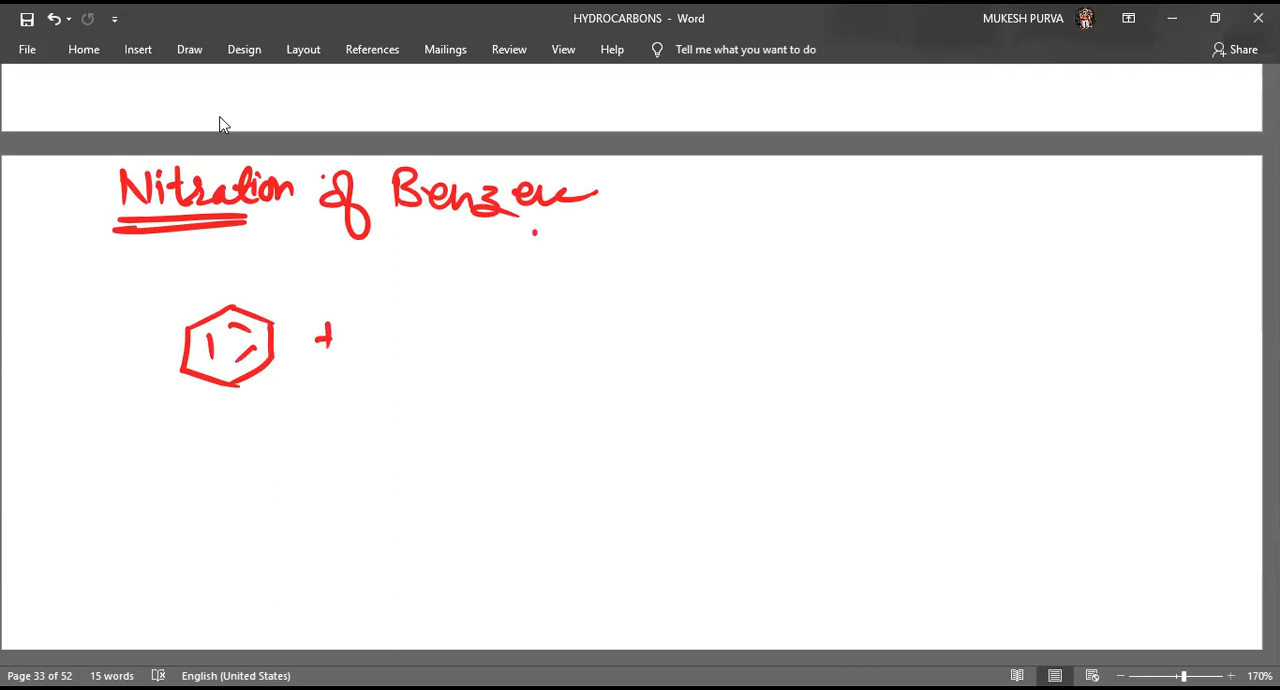 HYDROCARBONS - Word
MUKESH PURVA
File Home Insert Draw Design Layout References Mailings Review View Help Tell me what you want to do Share
Nitration of Benzene
+
Page 33 of 52 15 words English (United States) 170%